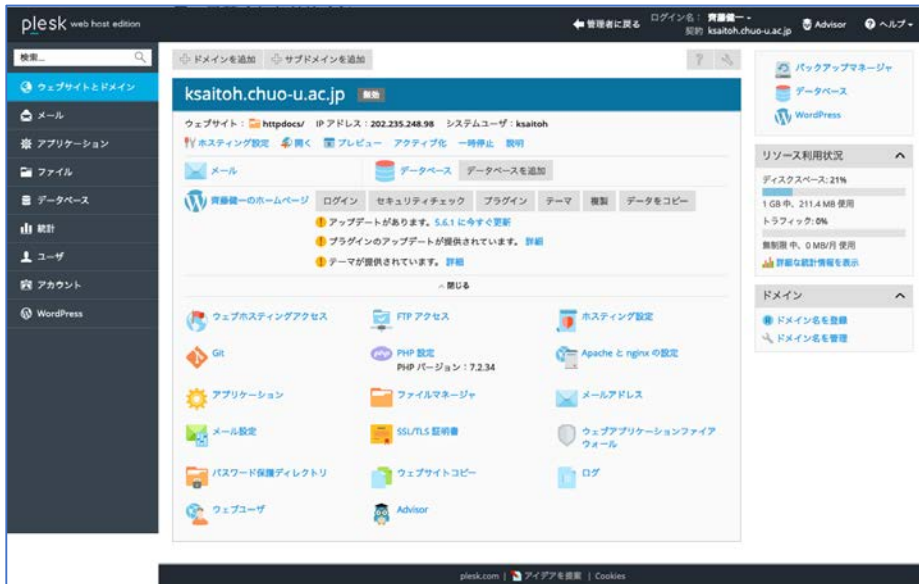 plesk web host edition
管理者に戻る
ログイン名： 齊藤健一
契約 ksaitoh.chuo-u.ac.jp
Advisor
ヘルプ
検索...
ウェブサイトとドメイン
メール
アプリケーション
ファイル
データベース
統計
ユーザ
アカウント
WordPress
ドメインを追加 サブドメインを追加
ksaitoh.chuo-u.ac.jp 無効
ウェブサイト： httpdocs/ IP アドレス：202.235.248.98 システムユーザ：ksaitoh
ホスティング設定 開く プレビュー アクティブ化 一時停止 説明
メール データベース データベースを追加
齊藤健一のホームページ ログイン セキュリティチェック プラグイン テーマ 複製 データをコピー
アップデートがあります。5.6.1 に今すぐ更新
プラグインのアップデートが提供されています。 詳細
テーマが提供されています。 詳細
閉じる
ウェブホスティングアクセス FTP アクセス ホスティング設定
Git PHP 設定 Apache と nginx の設定
PHP バージョン：7.2.34
アプリケーション ファイルマネージャ メールアドレス
メール設定 SSL/TLS 証明書 ウェブアプリケーションファイア
ウォール
パスワード保護ディレクトリ ウェブサイトコピー ログ
ウェブユーザ Advisor
バックアップマネージャ
データベース
WordPress
リソース利用状況
ディスクスペース: 21%
1 GB 中、211.4 MB 使用
トラフィック: 0%
無制限 中、0 MB/月 使用
詳細な統計情報を表示
ドメイン
ドメイン名を登録
ドメイン名を管理
plesk.com | アイデアを提案 | Cookies